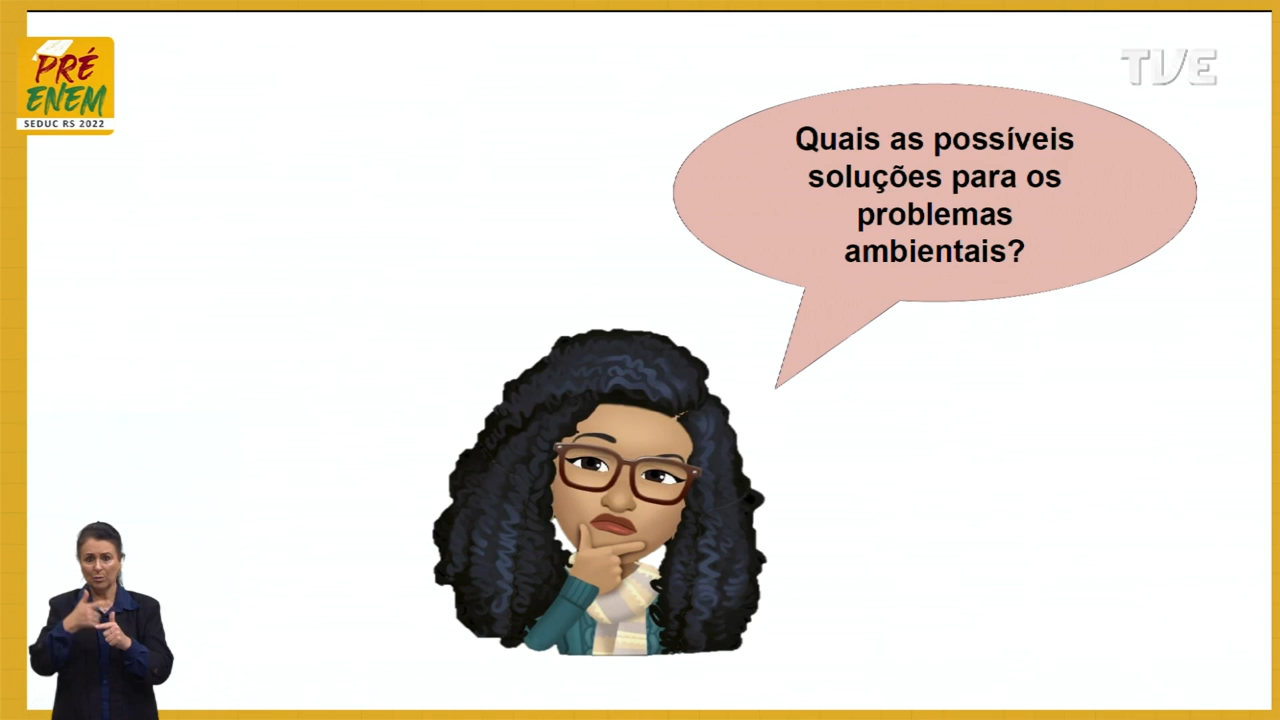 PRÉ
ENEM
SEDUC RS 2022
TVE
Quais as possíveis
soluções para os
problemas
ambientais?